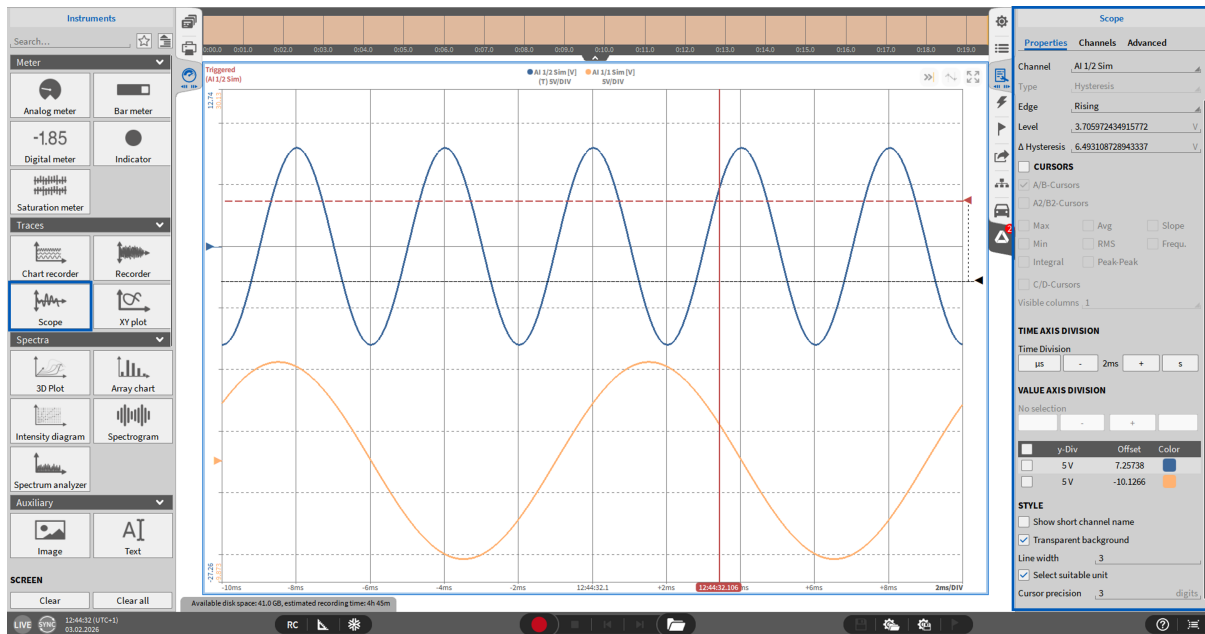 Instruments
Search...
Meter
Analog meter
Bar meter
-1.85
Digital meter
Indicator
Saturation meter
Traces
Chart recorder
Recorder
Scope
XY plot
Spectra
3D Plot
Array chart
Intensity diagram
Spectrogram
Spectrum analyzer
Auxiliary
Image
A
Text
SCREEN
Clear
Clear all
0:00.0 0:01.0 0:02.0 0:03.0 0:04.0 0:05.0 0:06.0 0:07.0 0:08.0 0:09.0 0:10.0 0:11.0 0:12.0 0:13.0 0:14.0 0:15.0 0:16.0 0:17.0 0:18.0 0:19.0
Triggered
(AI 1/2 Sim)
AI 1/2 Sim [V] AI 1/1 Sim [V]
(T) 5V/DIV 5V/DIV
12.74
-27.26
-10ms -8ms -6ms -4ms -2ms 12:44:32.1 +2ms 12:44:32.106 ms +6ms +8ms 2ms/DIV
Available disk space: 41.0 GB, estimated recording time: 4h 45m
2
Scope
Properties Channels Advanced
Channel AI 1/2 Sim
Type Hysteresis
Edge Rising
Level 3.705972434915772 V
Δ Hysteresis 6.493108728943337 V
CURSORS
A/B-Cursors
A2/B2-Cursors
Max Avg Slope
Min RMS Frequ.
Integral Peak-Peak
C/D-Cursors
Visible columns 1
TIME AXIS DIVISION
Time Division
µs - 2ms + s
VALUE AXIS DIVISION
No selection
- +
y-Div Offset Color
5 V 7.25738
5 V -10.1266
STYLE
Show short channel name
Transparent background
Line width 3
Select suitable unit
Cursor precision 3 digits
LIVE SYNC 12:44:32 (UTC+1)
03.02.2026
RC